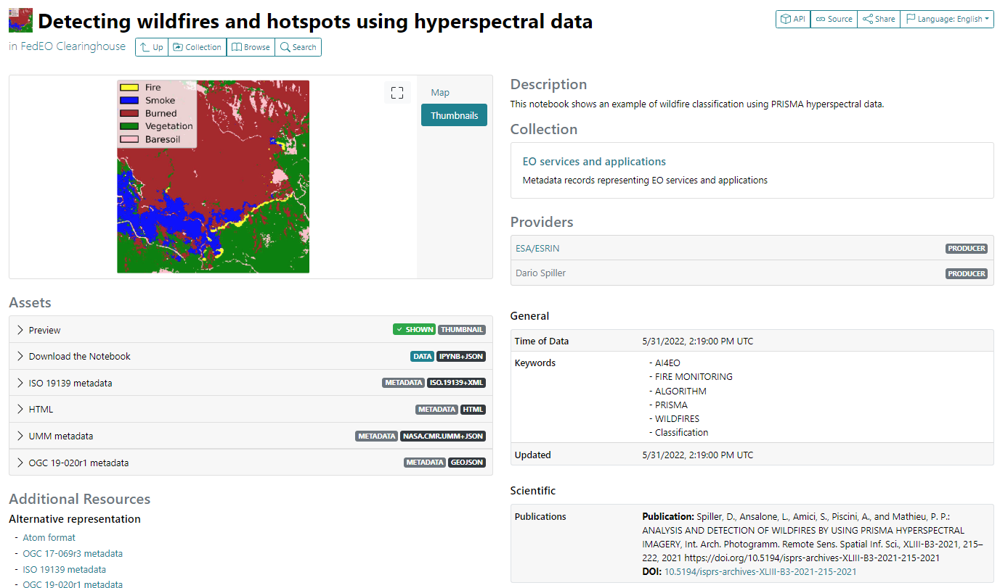 Detecting wildfires and hotspots using hyperspectral data
API Source Share Language: English
in FedEO Clearinghouse Up Collection Browse Search
Fire
Smoke
Burned
Vegetation
Baresoil
Map
Thumbnails
Assets
Preview SHOWN THUMBNAIL
Download the Notebook DATA IPYNB+JSON
ISO 19139 metadata METADATA ISO.19139+XML
HTML METADATA HTML
UMM metadata METADATA NASA.CMR.UMM+JSON
OGC 19-020r1 metadata METADATA GEOJSON
Additional Resources
Alternative representation
- Atom format
- OGC 17-069r3 metadata
- ISO 19139 metadata
- OGC 19-020r1 metadata
Description
This notebook shows an example of wildfire classification using PRISMA hyperspectral data.
Collection
EO services and applications
Metadata records representing EO services and applications
Providers
ESA/ESRIN PRODUCER
Dario Spiller PRODUCER
General
Time of Data 5/31/2022, 2:19:00 PM UTC
Keywords - AI4EO
- FIRE MONITORING
- ALGORITHM
- PRISMA
- WILDFIRES
- Classification
Updated 5/31/2022, 2:19:00 PM UTC
Scientific
Publications Publication: Spiller, D., Ansalone, L., Amici, S., Piscini, A., and Mathieu, P. P.:
ANALYSIS AND DETECTION OF WILDFIRES BY USING PRISMA HYPERSPECTRAL
IMAGERY, Int. Arch. Photogramm. Remote Sens. Spatial Inf. Sci., XLIII-B3-2021, 215–
222, 2021 https://doi.org/10.5194/isprs-archives-XLIII-B3-2021-215-2021
DOI: 10.5194/isprs-archives-XLIII-B3-2021-215-2021